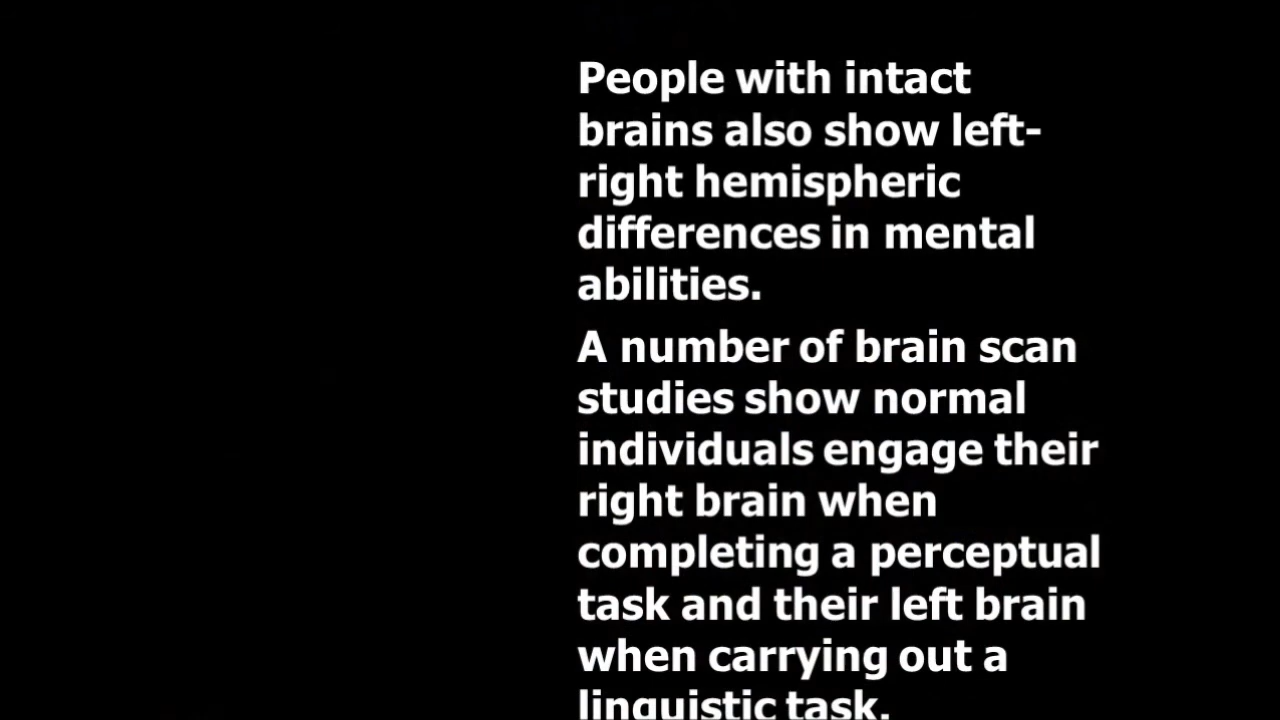 People with intact
brains also show left-
right hemispheric
differences in mental
abilities.
A number of brain scan
studies show normal
individuals engage their
right brain when
completing a perceptual
task and their left brain
when carrying out a
linguistic task.